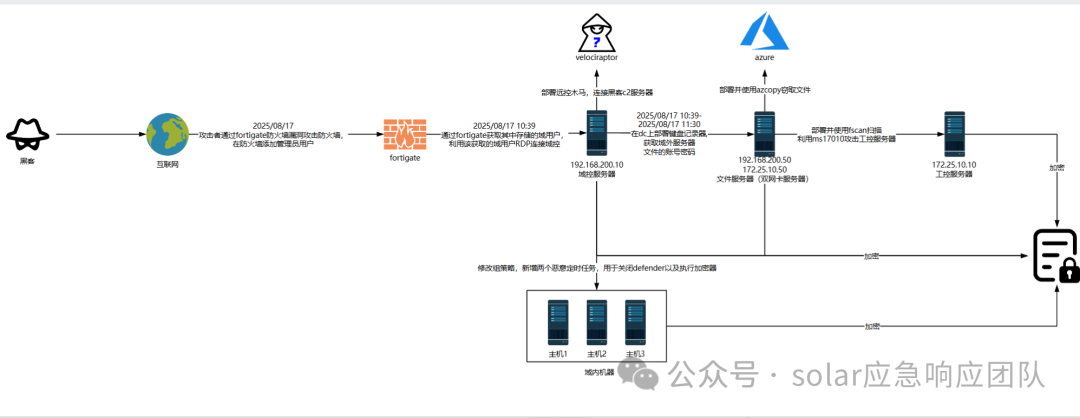 velociraptor
azure
部署远控木马，连接黑客c2服务器
部署并使用azcopy窃取文件
黑客
互联网
2025/08/17
攻击者通过fortigate防火墙漏洞攻击防火墙，
在防火墙添加管理员用户
fortigate
2025/08/17 10:39
通过fortigate获取其中存储的域用户，
利用该获取的域用户RDP连接域控
192.168.200.10
域控服务器
2025/08/17 10:39-
2025/08/17 11:30
在dc上部署键盘记录器，
获取域外服务器
文件的账号密码
192.168.200.50
172.25.10.50
文件服务器（双网卡服务器）
部署并使用fscan扫描
利用ms17010攻击工控服务器
172.25.10.10
工控服务器
加密
加密
修改组策略，新增两个恶意定时任务，用于关闭defender以及执行加密器
主机1
主机2
主机3
加密
域内机器
公众号 · solar应急响应团队